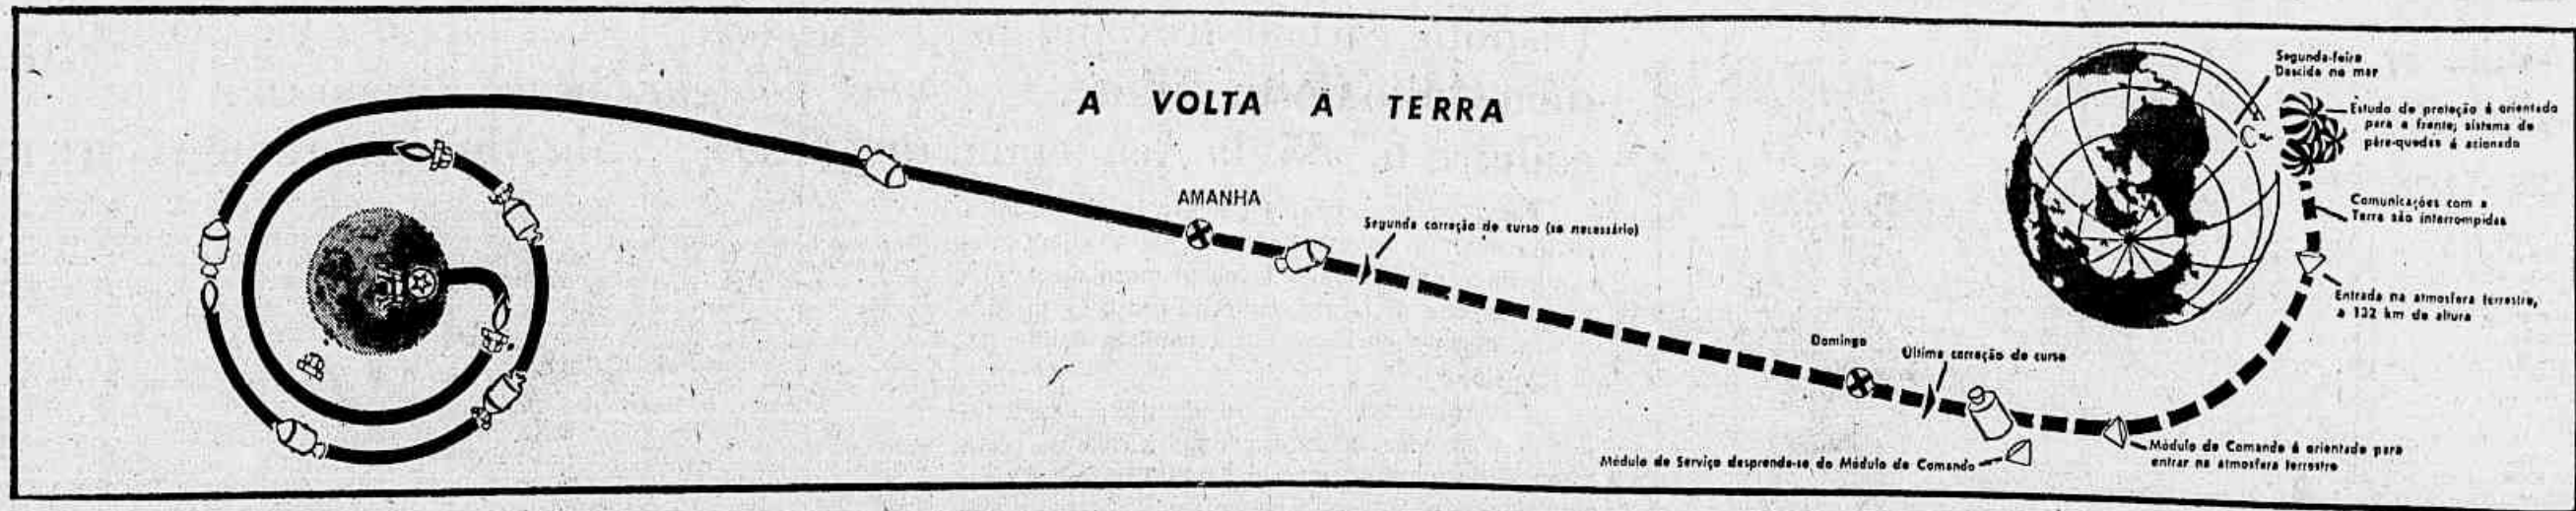 A VOLTA À TERRA
AMANHA
Segunda correção de curso (se necessário)
Domingo
Última correção de curso
Módulo de Serviço desprende-se do Módulo de Comando
Módulo de Comando é orientado para
entrar na atmosfera terrestre
Entrada na atmosfera terrestre,
a 132 km de altura
Comunicações com a
Terra são interrompidas
Estudo de proteção é orientado
para a frente; sistema de
pára-quedas é acionado
Segunda-feira
Descida no mar